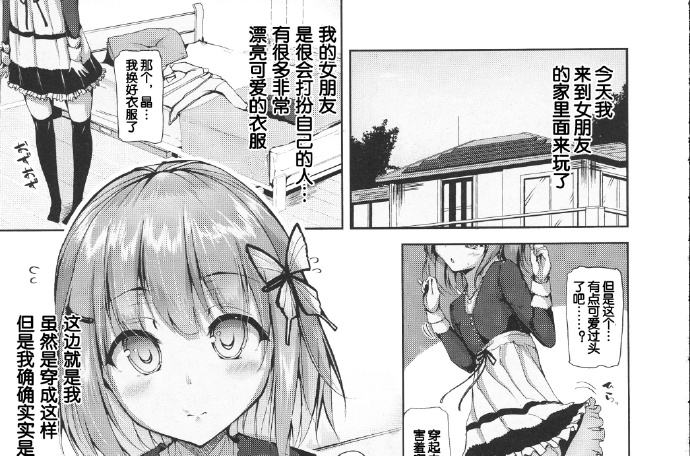 今天我
来到女朋友
的家里面来玩了
我的女朋友
是很会打扮自己的人…
有很多非常
漂亮可爱的衣服
那个，晶…
我换好衣服了
但是这个…
有点可爱过头
了吧……？
穿起
害羞
这边就是我
虽然是穿成这样
但是我确确实实是